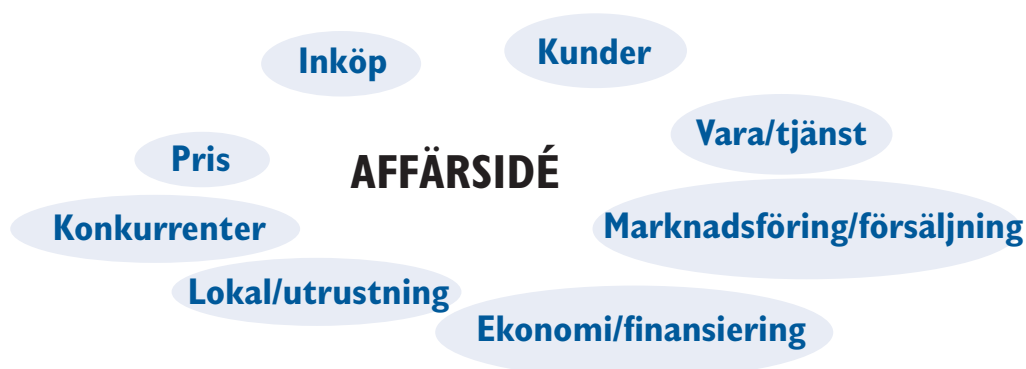 Kunder
Inköp
Vara/tjänst
Pris
AFFÄRSIDÉ
Konkurrenter
Marknadsföring/försäljning
Lokal/utrustning
Ekonomi/finansiering